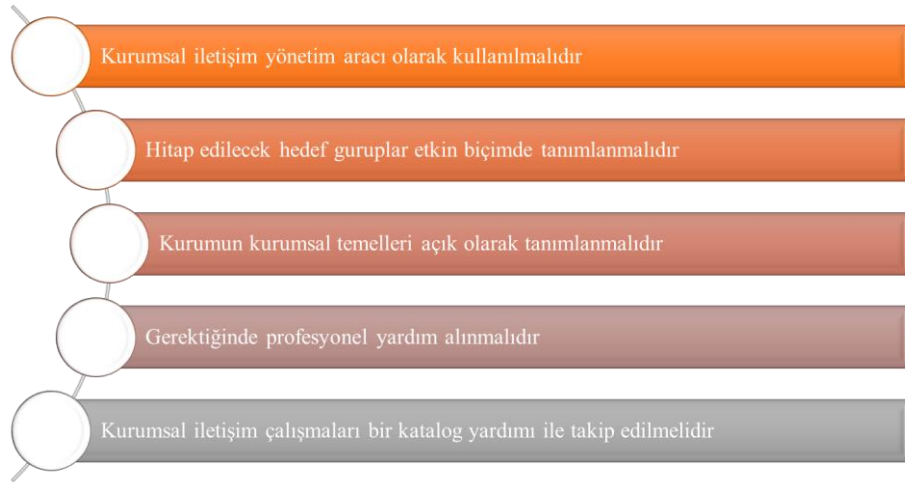 Kurumsal iletişim yönetim aracı olarak kullanılmalıdır
Hitap edilecek hedef guruplar etkin biçimde tanımlanmalıdır
Kurumun kurumsal temelleri açık olarak tanımlanmalıdır
Gerektiğinde profesyonel yardım alınmalıdır
Kurumsal iletişim çalışmaları bir katalog yardımı ile takip edilmelidir